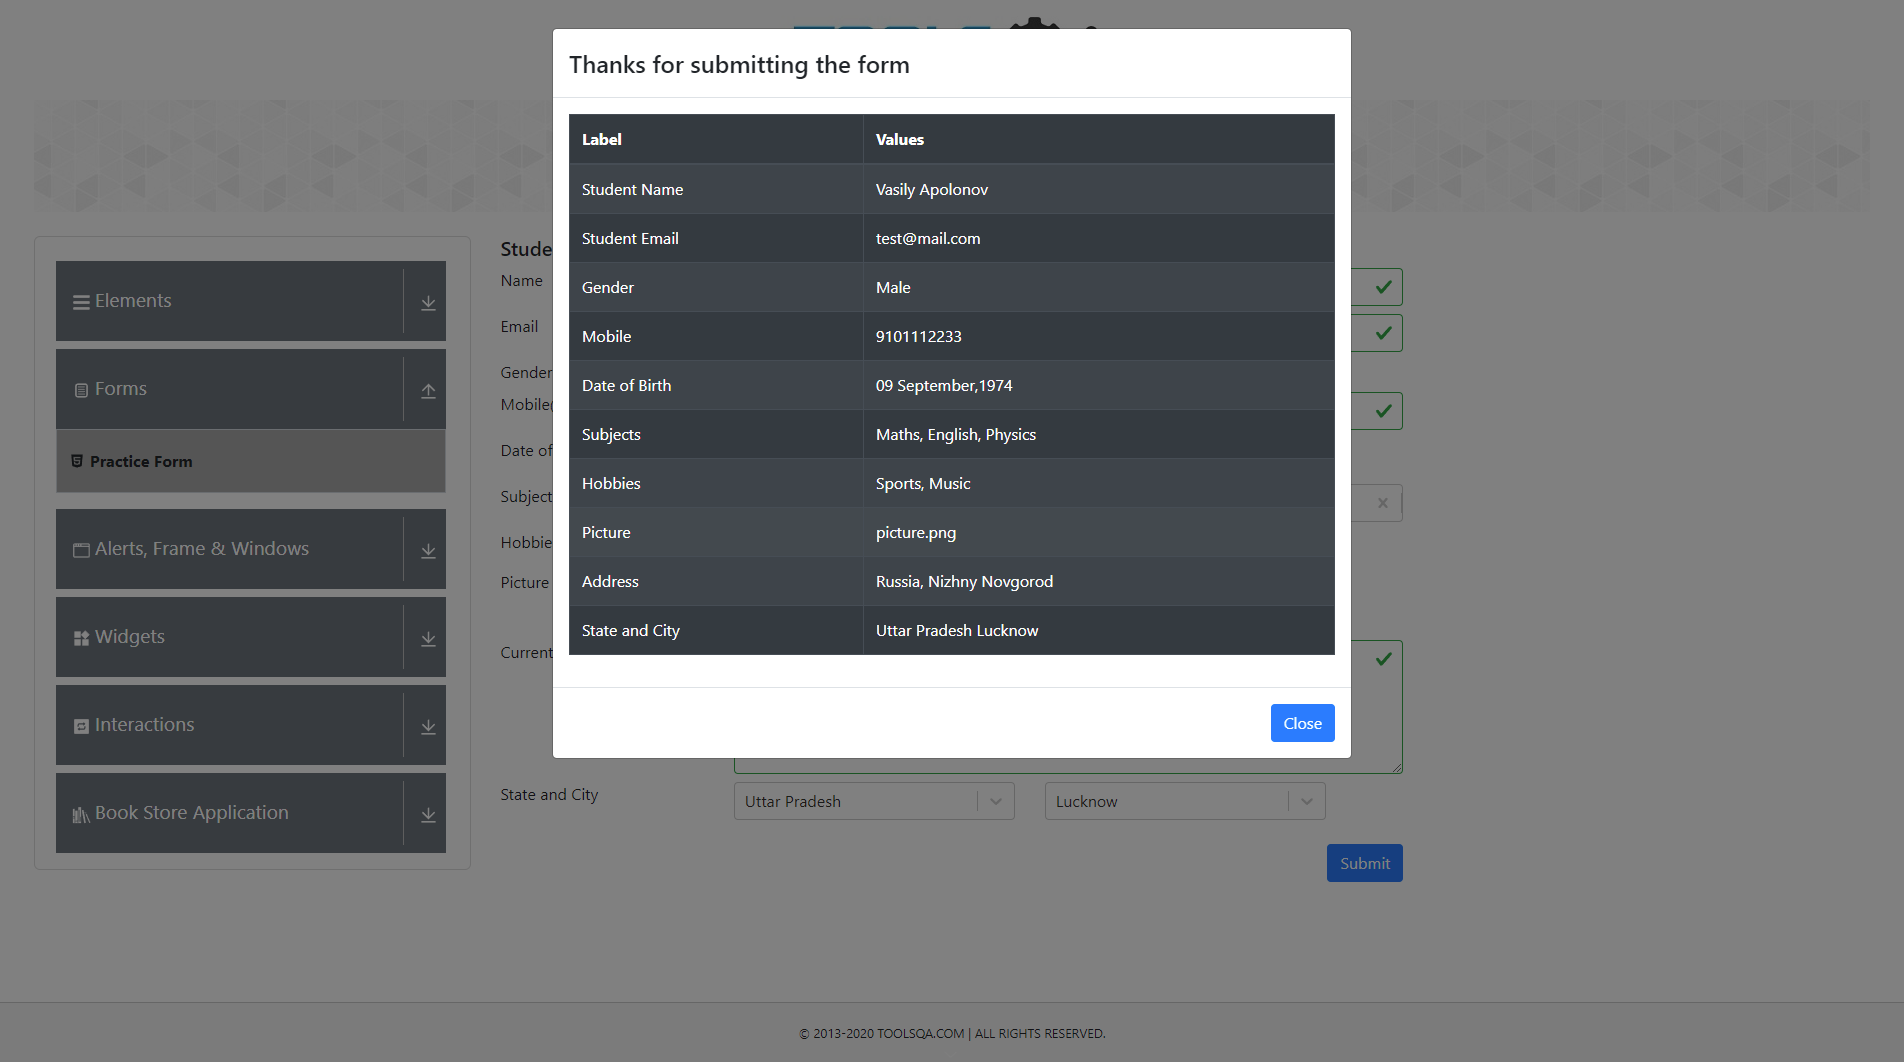 Thanks for submitting the form
Label Values
Student Name Vasily Apolonov
Student Email test@mail.com
Gender Male
Mobile 9101112233
Date of Birth 09 September,1974
Subjects Maths, English, Physics
Hobbies Sports, Music
Picture picture.png
Address Russia, Nizhny Novgorod
State and City Uttar Pradesh Lucknow
Close
Elements
Forms
Practice Form
Alerts, Frame & Windows
Widgets
Interactions
Book Store Application
Name
Email
Gender
Date of
Picture
Current
State and City Uttar Pradesh Lucknow
Submit
© 2013-2020 TOOLSQA.COM | ALL RIGHTS RESERVED.